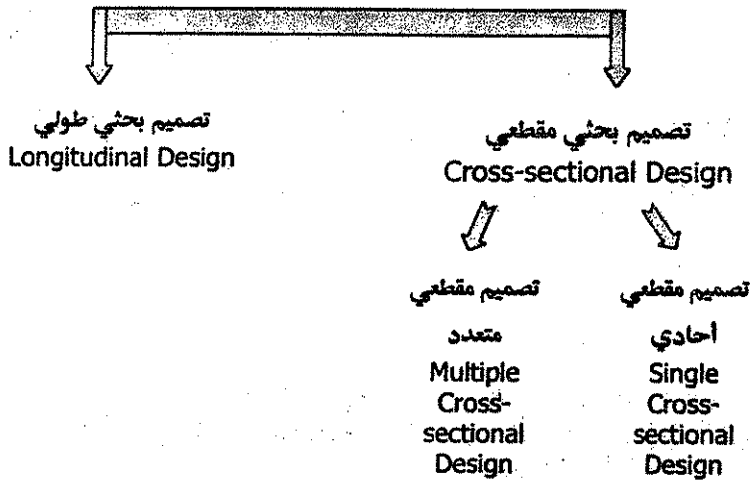 تصميم بحثي طولي
Longitudinal Design
تصميم بحثي مقطعي
Cross-sectional Design
تصميم مقطعي
متعدد
Multiple
Cross-
sectional
Design
تصميم مقطعي
أحادي
Single
Cross-
sectional
Design